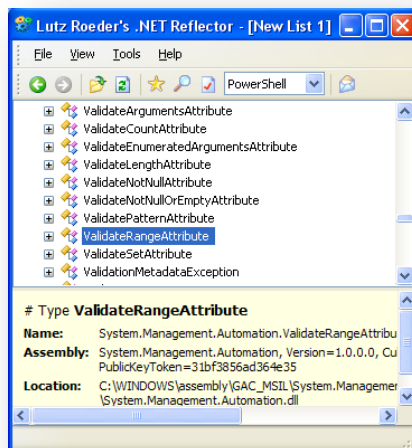 Lutz Roeder's .NET Reflector - [New List 1]
File View Tools Help
PowerShell
ValidateArgumentsAttribute
ValidateCountAttribute
ValidateEnumeratedArgumentsAttribute
ValidateLengthAttribute
ValidateNotNullAttribute
ValidateNotNullOrEmptyAttribute
ValidatePatternAttribute
ValidateRangeAttribute
ValidateSetAttribute
ValidationMetadataException
# Type ValidateRangeAttribute
Name: System.Management.Automation.ValidateRangeAttribu
Assembly: System.Management.Automation, Version=1.0.0.0, Cu
PublicKeyToken=31bf3856ad364e35
Location: C:\WINDOWS\assembly\GAC_MSIL\System.Manageme
\System.Management.Automation.dll